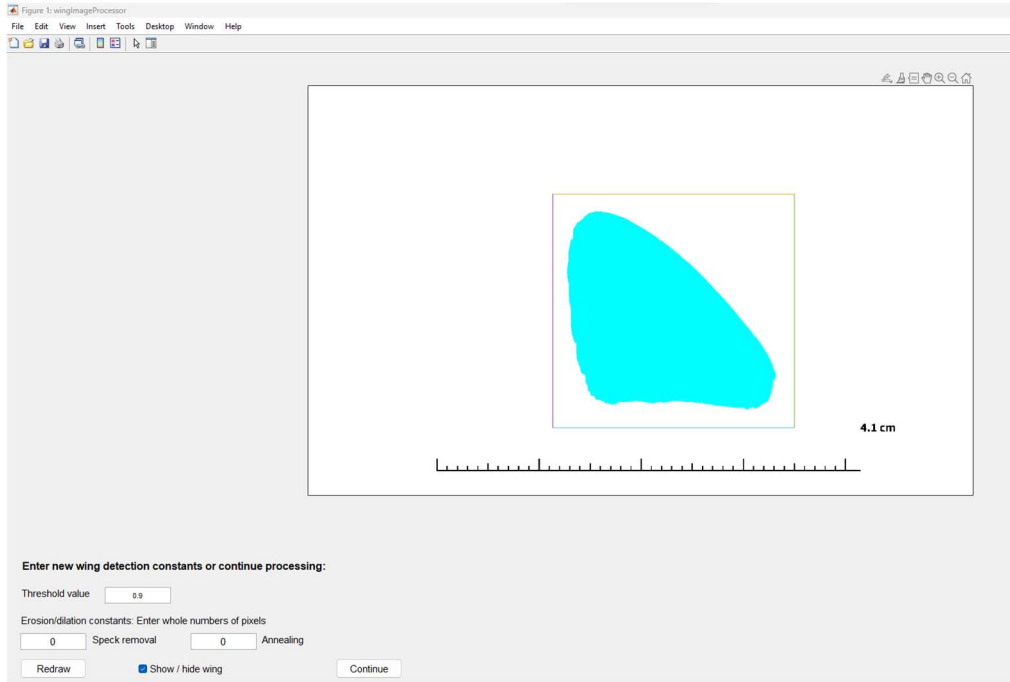 Figure 1: wingImageProcessor
File Edit View Insert Tools Desktop Window Help
4.1 cm
Enter new wing detection constants or continue processing:
Threshold value 0.9
Erosion/dilation constants: Enter whole numbers of pixels
0 Speck removal 0 Annealing
Redraw Show / hide wing Continue